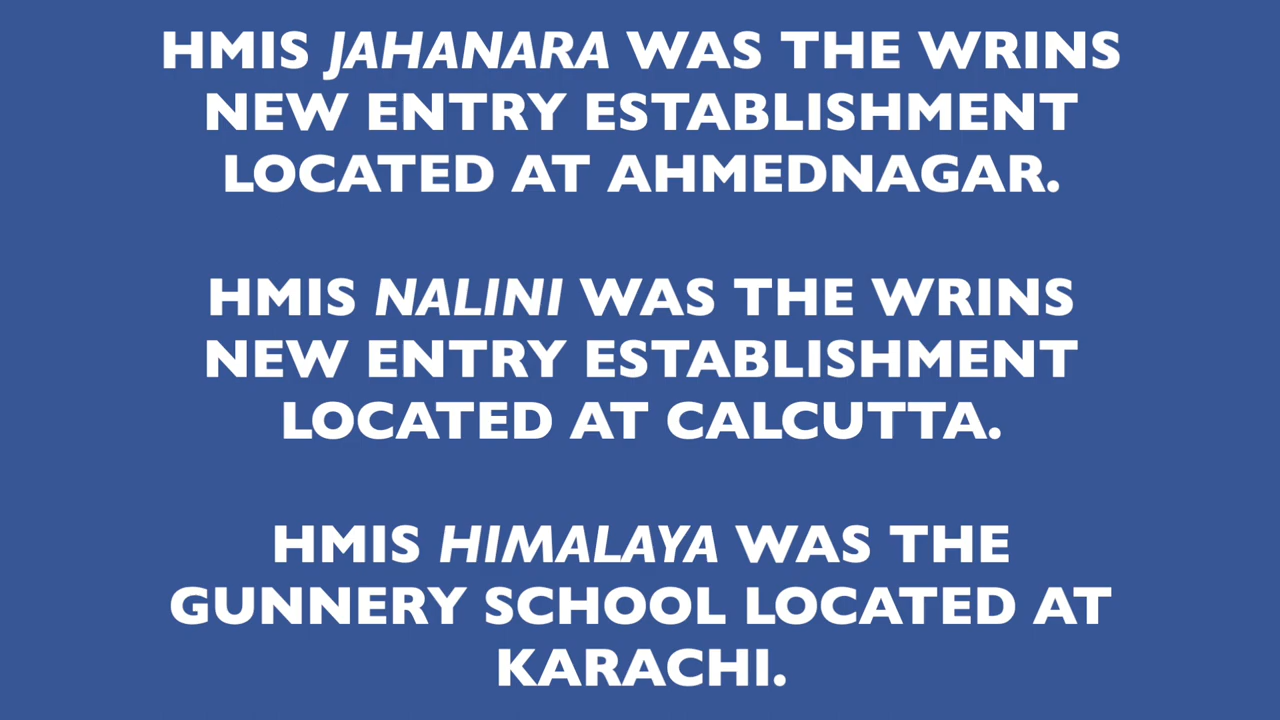 HMIS JAHANARA WAS THE WRINS
NEW ENTRY ESTABLISHMENT
LOCATED AT AHMEDNAGAR.
HMIS NALINI WAS THE WRINS
NEW ENTRY ESTABLISHMENT
LOCATED AT CALCUTTA.
HMIS HIMALAYA WAS THE
GUNNERY SCHOOL LOCATED AT
KARACHI.